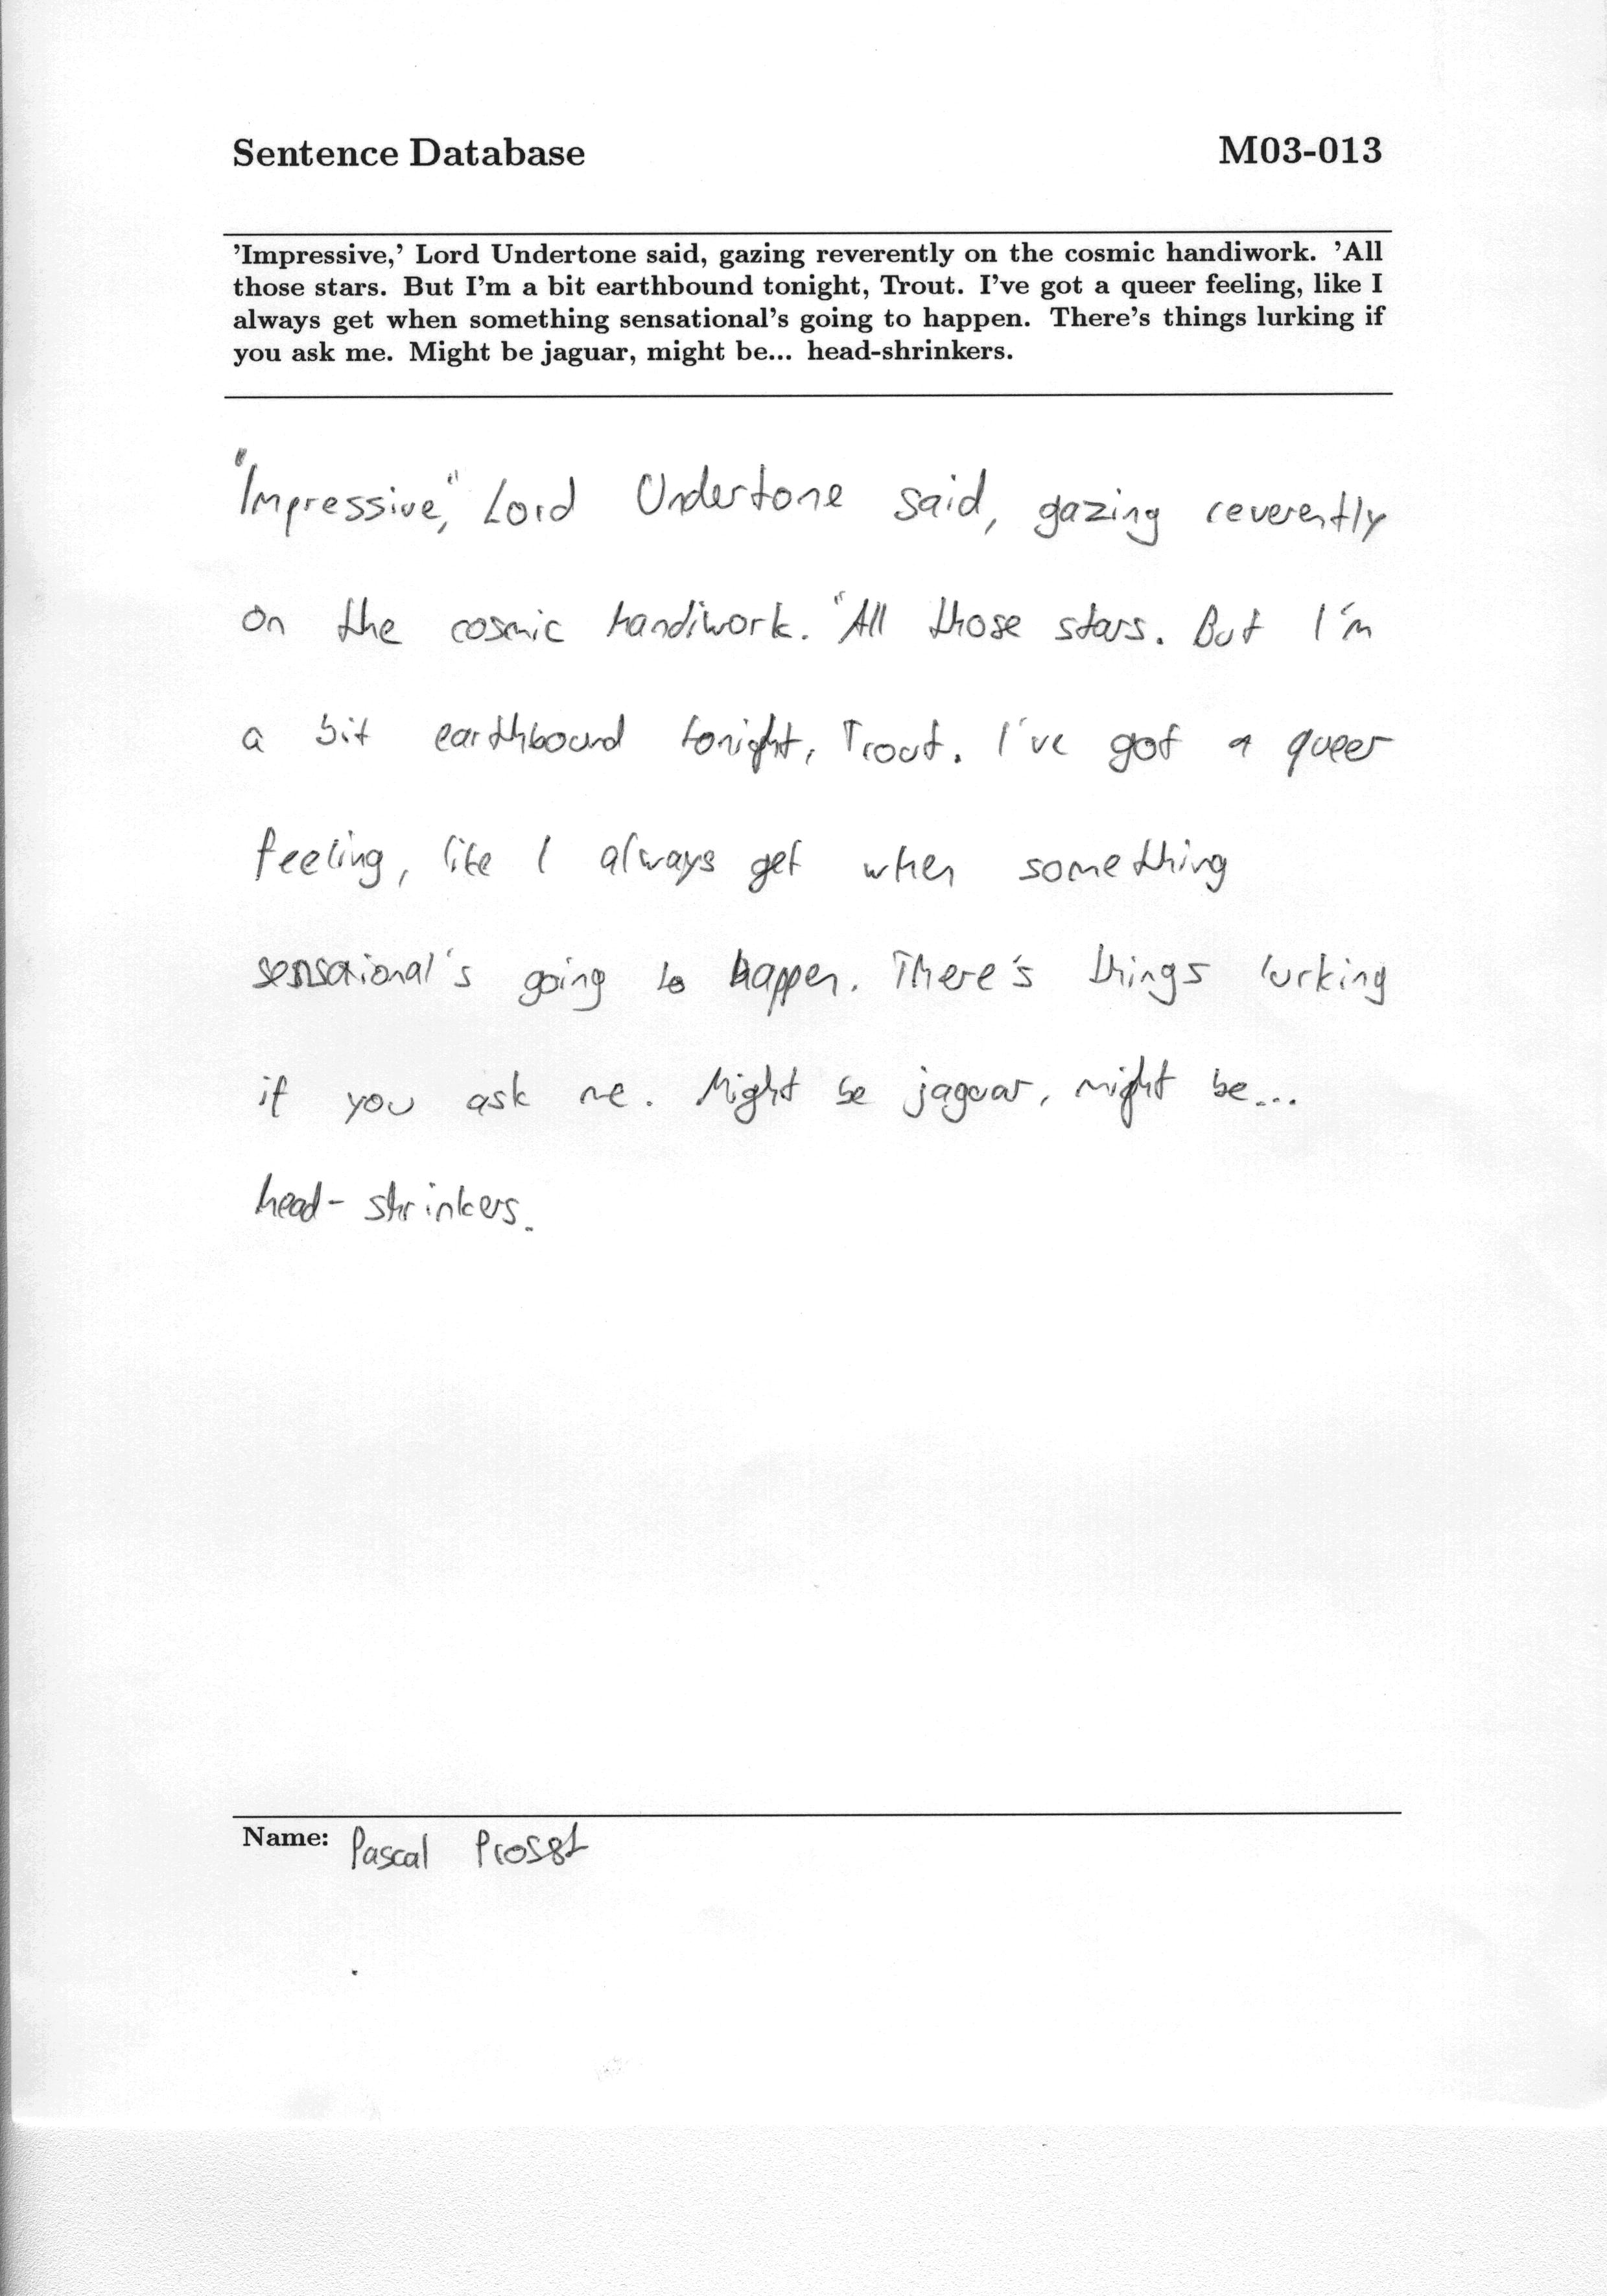 Sentence Database M03-013
'Impressive,' Lord Undertone said, gazing reverently on the cosmic handiwork. 'All
those stars. But I'm a bit earthbound tonight, Trout. I've got a queer feeling, like I
always get when something sensational's going to happen. There's things lurking if
you ask me. Might be jaguar, might be... head-shrinkers.
"Impressive," Lord Undertone said, gazing reverently
on the cosmic handiwork. "All those stars. But I'm
a bit earthbound tonight, Trout. I've got a queer
feeling, like I always get when something
sensaional's going to happen. There's things lurking
if you ask me. Might be jaguar, might be...
head-shrinkers.
Name: Pascal